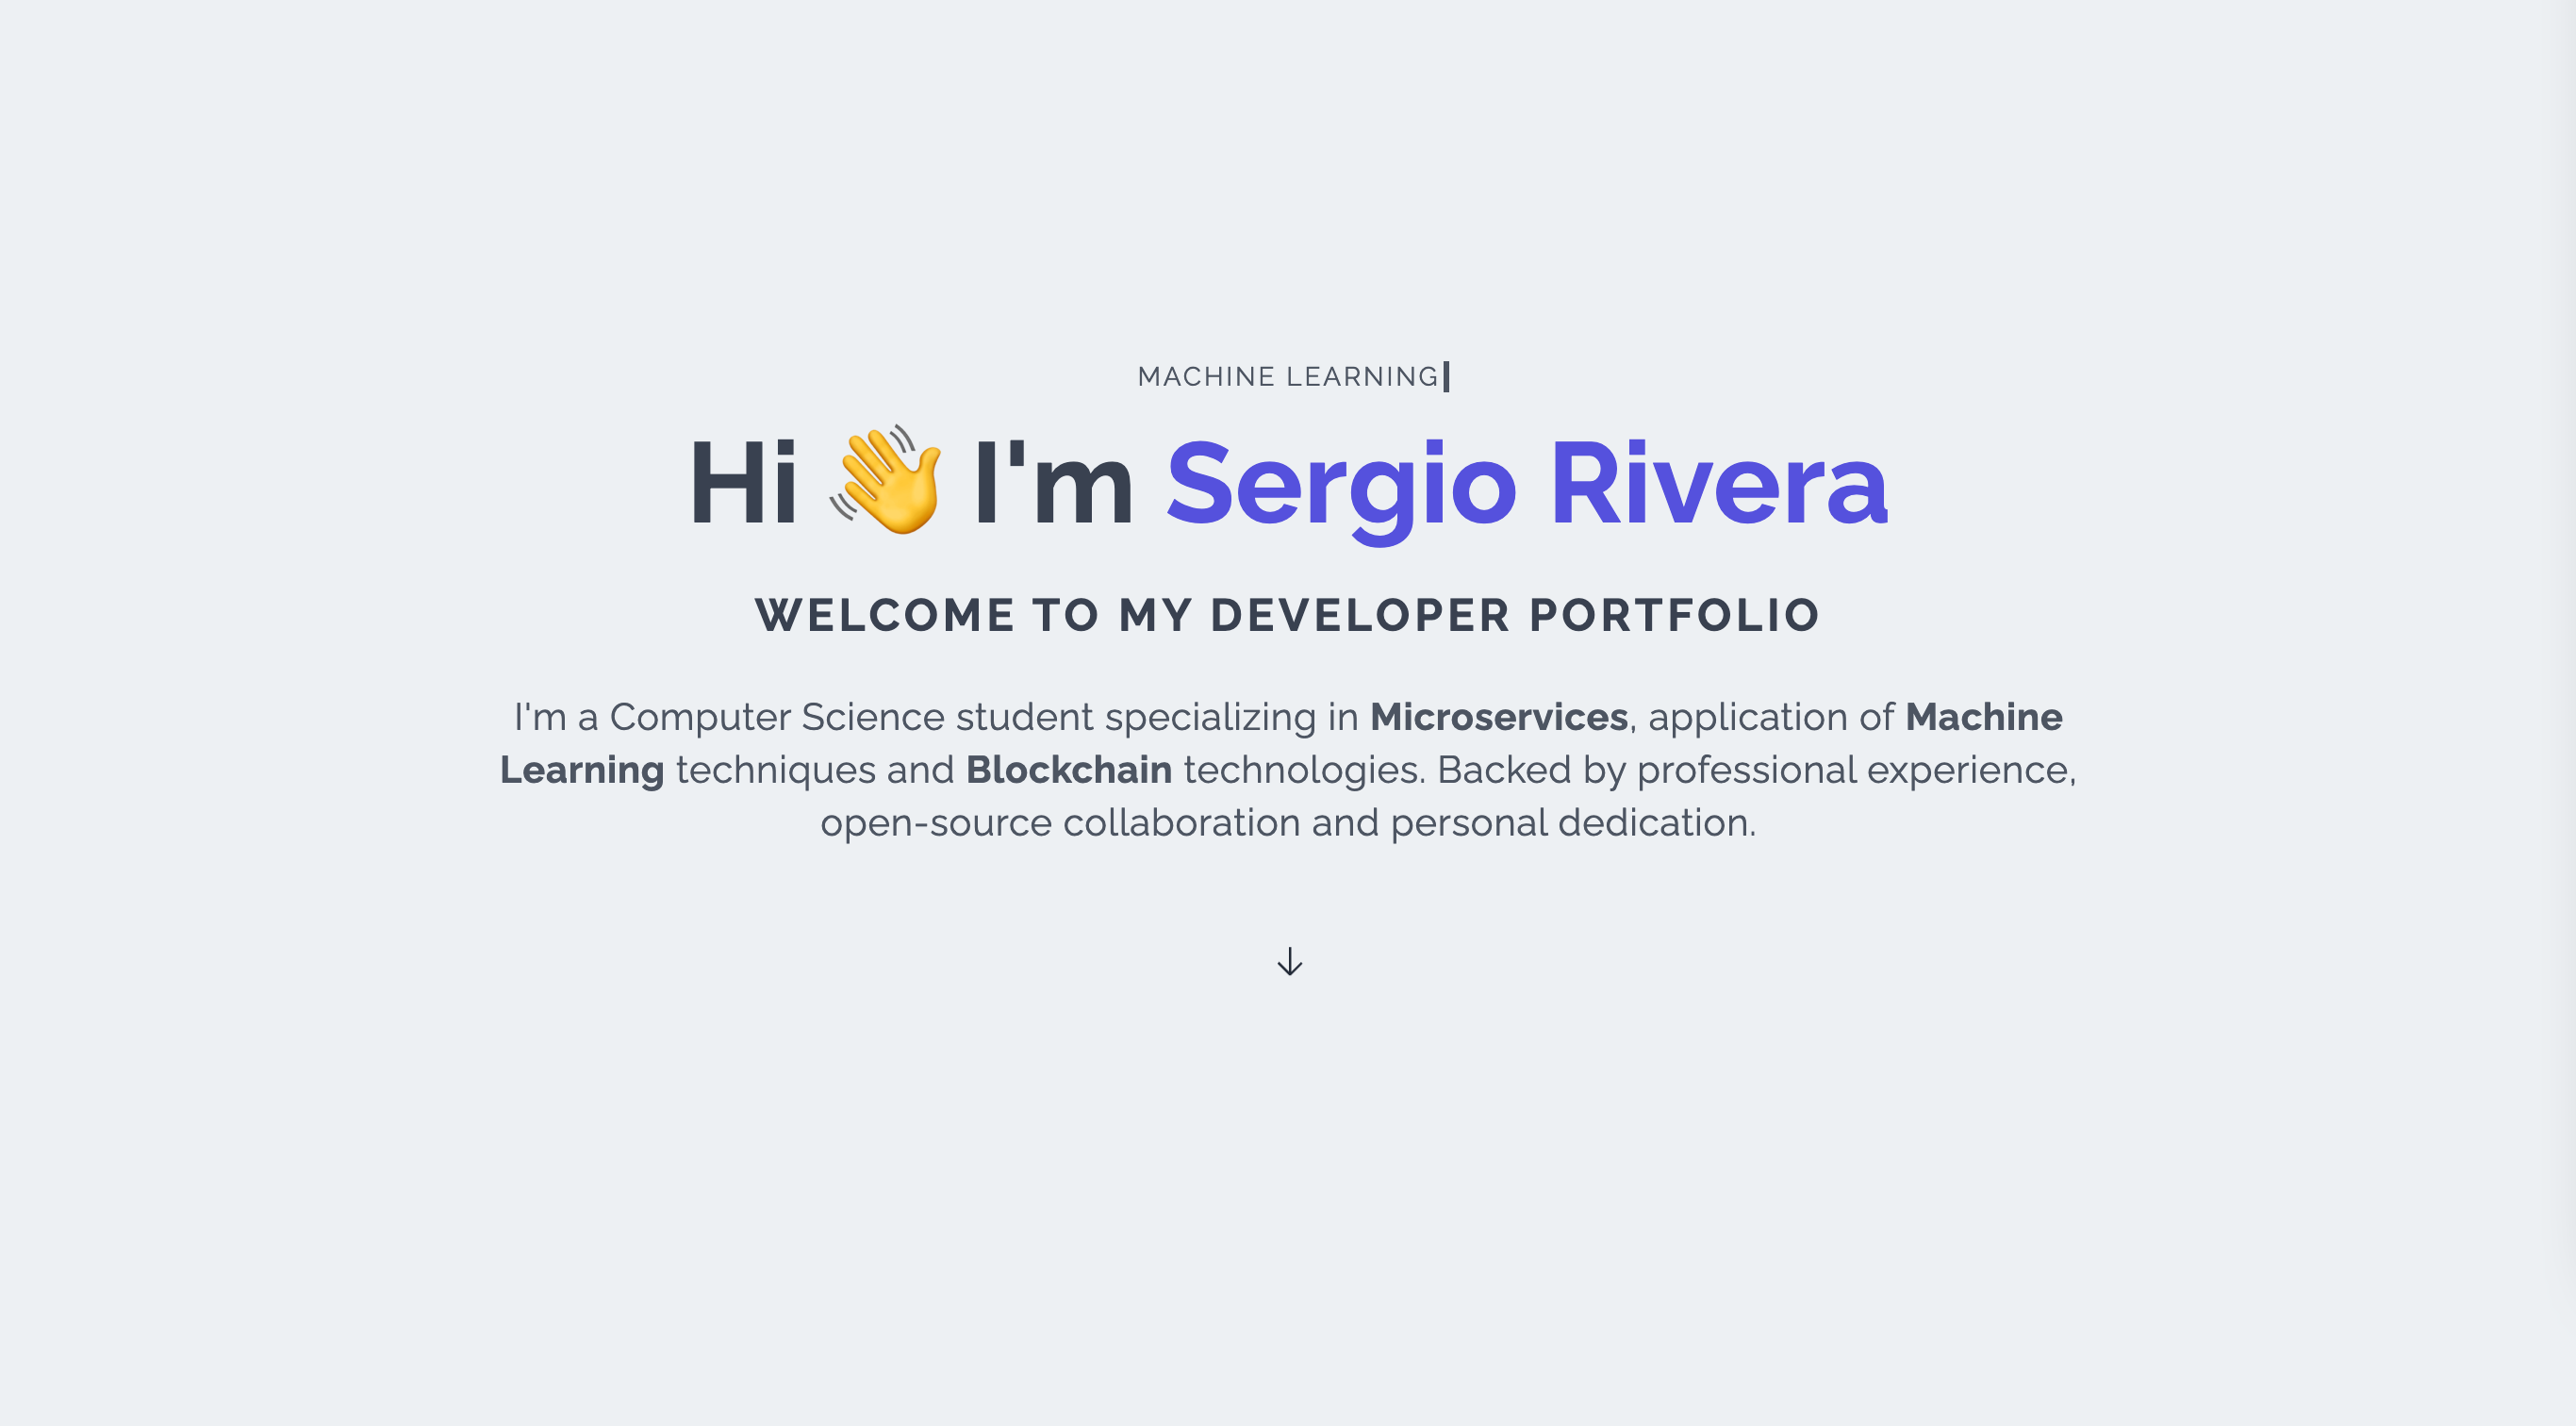 MACHINE LEARNING
Hi 👋 I'm Sergio Rivera
WELCOME TO MY DEVELOPER PORTFOLIO
I'm a Computer Science student specializing in Microservices, application of Machine
Learning techniques and Blockchain technologies. Backed by professional experience,
open-source collaboration and personal dedication.